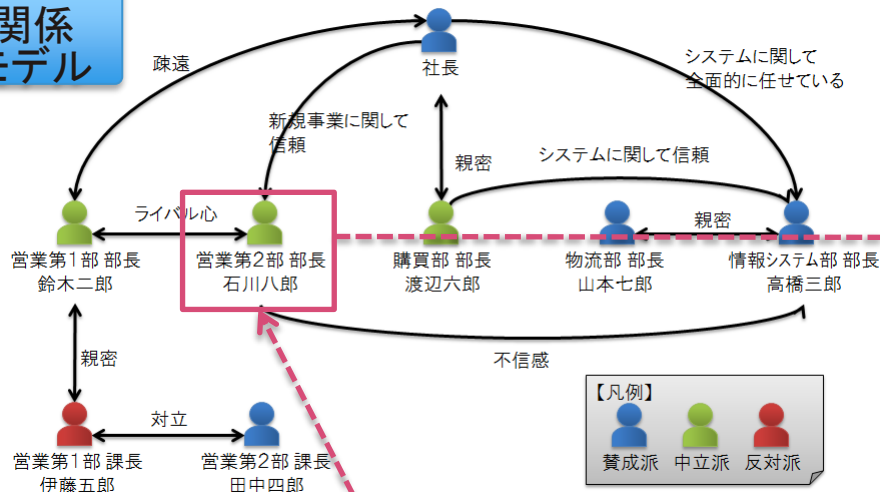 関係
モデル
社長
疎遠
システムに関して
全面的に任せている
新規事業に関して
信頼
親密
システムに関して信頼
ライバル心
親密
営業第1部 部長
鈴木二郎
営業第2部 部長
石川八郎
購買部 部長
渡辺六郎
物流部 部長
山本七郎
情報システム部 部長
高橋三郎
不信感
親密
対立
営業第1部 課長
伊藤五郎
営業第2部 課長
田中四郎
【凡例】
賛成派 中立派 反対派